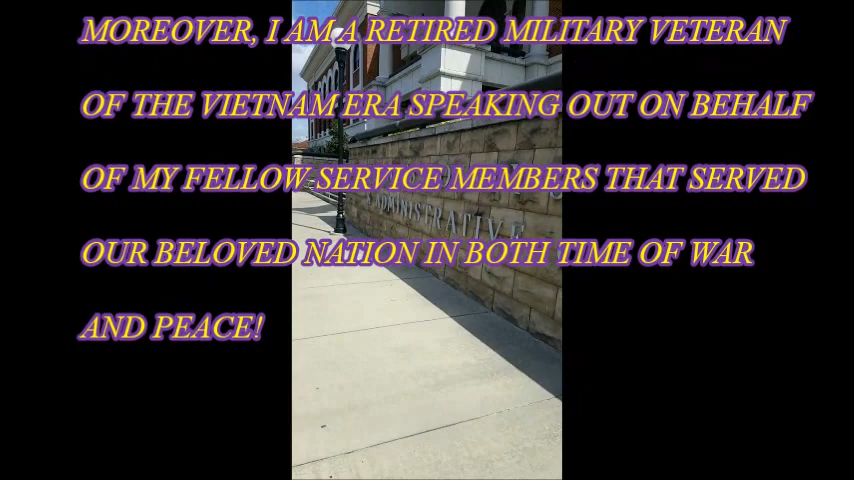 MOREOVER, I AM A RETIRED MILITARY VETERAN
OF THE VIETNAM ERA SPEAKING OUT ON BEHALF
OF MY FELLOW SERVICE MEMBERS THAT SERVED
& ADMINISTRATIVE
OUR BELOVED NATION IN BOTH TIME OF WAR
AND PEACE!